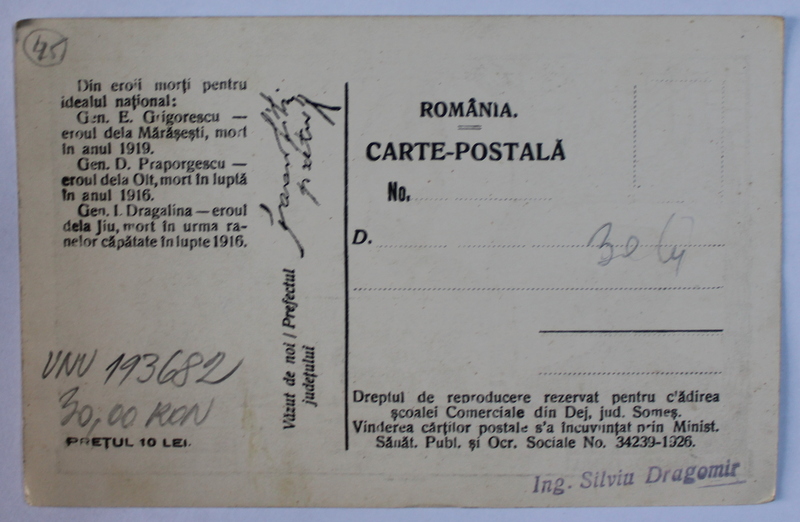 45
Din eroii morți pentru
idealul național:
Gen. E. Grigorescu —
eroul dela Mărășești, mort
în anul 1919.
Gen. D. Praporgescu —
eroul dela Olt, mort în luptă
în anul 1916.
Gen. I. Dragalina — eroul
dela Jiu, mort în urma ra-
nelor căpătate în lupte 1916.
VNU 193682
30,00 RON
PREȚUL 10 LEI.
Văzut de noi / Prefectul
județului
ROMÂNIA.
CARTE-POSTALĂ
No.
D.
30 
Dreptul de reproducere rezervat pentru c'ădirea
școalei Comerciale din Dej, jud. Someș.
Vinderea cărților postale s'a încuviințat prin Minist.
Sănăt. Publ. și Ocr. Sociale No. 34239-1926.
Ing. Silviu Dragomir